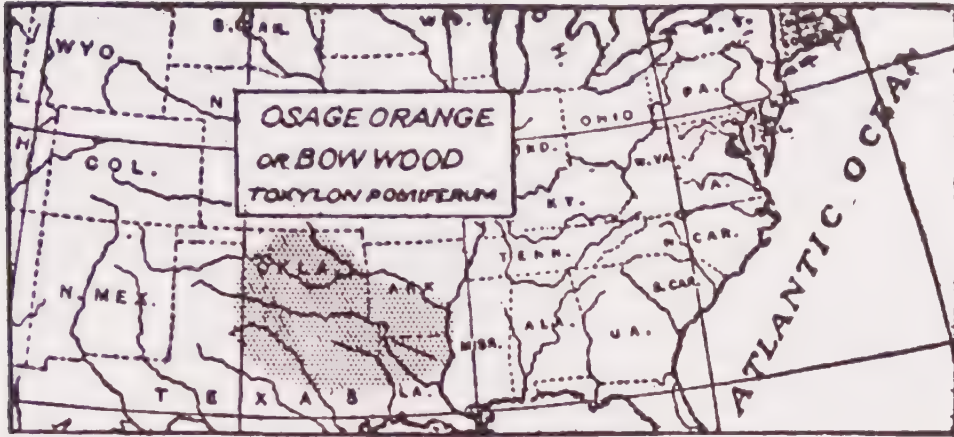 WYO.
S. DAK.
OSAGE ORANGE
OR BOW WOOD
TOXYLON POMIFERUM
OHIO
PA.
IND.
W. VA.
VA.
KY.
COL.
TENN.
N. CAR.
S. CAR.
OKLA.
ARK.
N. MEX.
MISS.
ALA.
TEXAS
LA.
ATLANTIC OCEAN